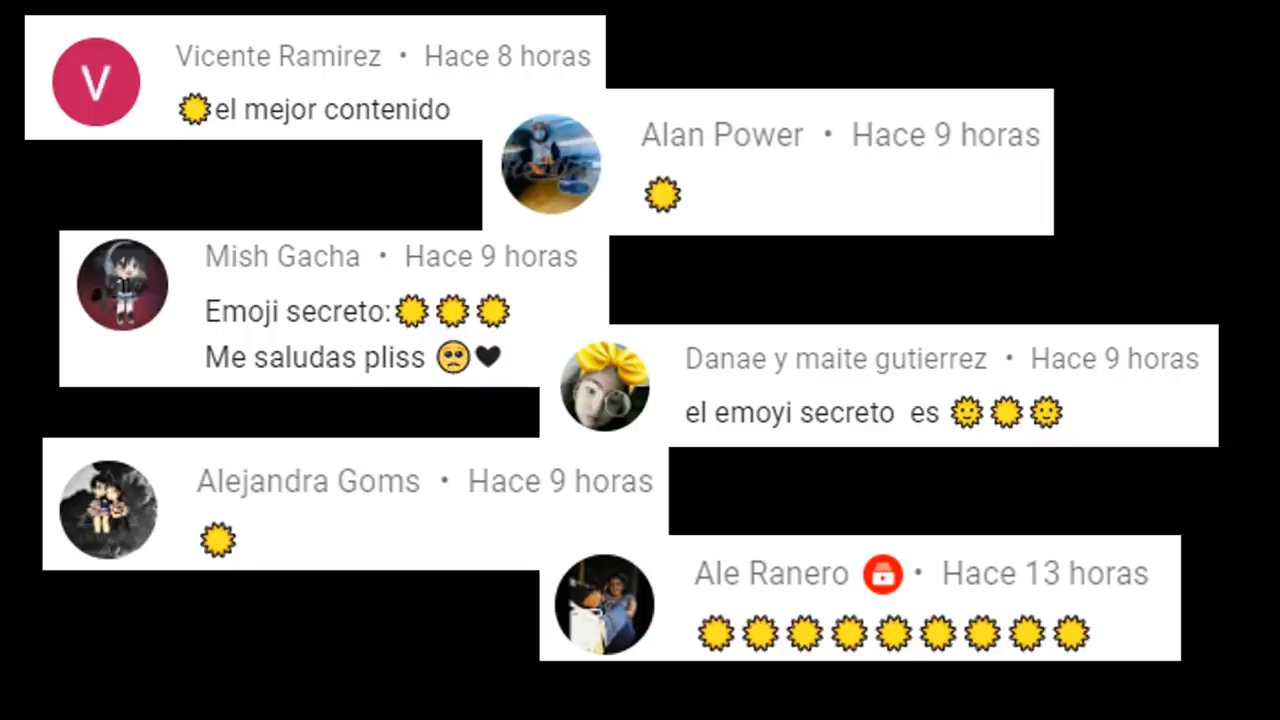 V
Vicente Ramirez • Hace 8 horas
☀️el mejor contenido
Alan Power • Hace 9 horas
☀️
Mish Gacha • Hace 9 horas
Emoji secreto:☀️☀️☀️
Me saludas pliss 🥺🖤
Danae y maite gutierrez • Hace 9 horas
el emoyi secreto es 🌞☀️🌞
Alejandra Goms • Hace 9 horas
☀️
Ale Ranero • Hace 13 horas
☀️☀️☀️☀️☀️☀️☀️☀️☀️